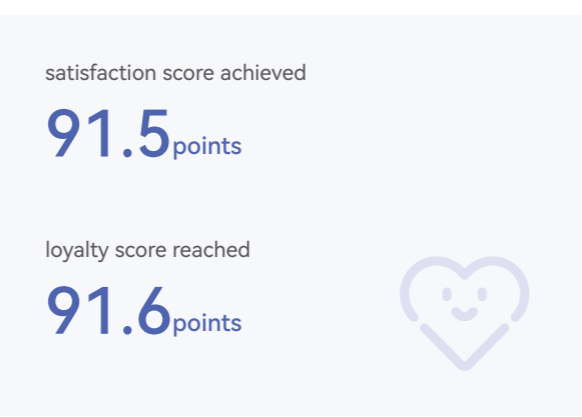 satisfaction score achieved
91.5points
loyalty score reached
91.6points